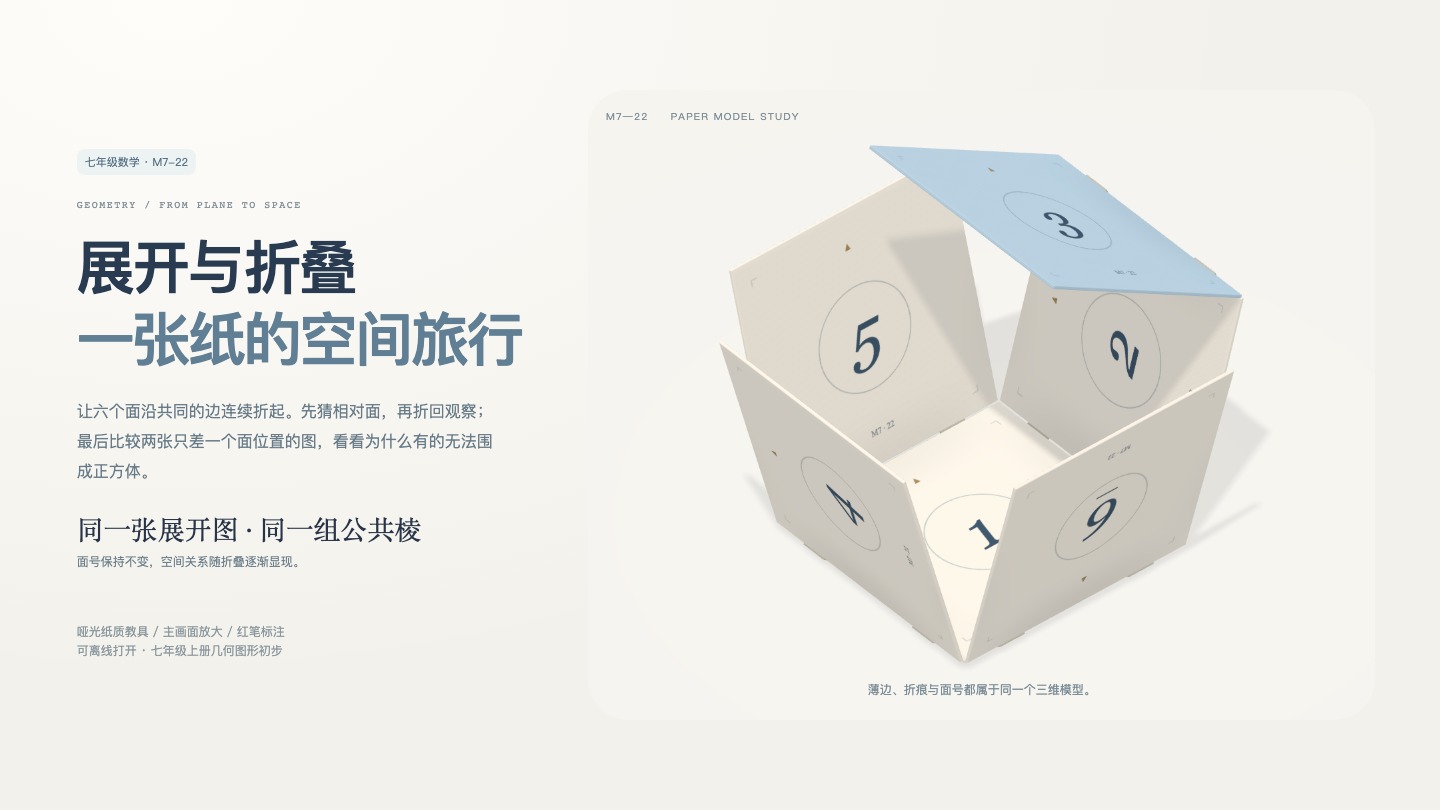 七年级数学 · M7-22
GEOMETRY / FROM PLANE TO SPACE
展开与折叠
一张纸的空间旅行
让六个面沿共同的边连续折起。先猜相对面，再折回观察；
最后比较两张只差一个面位置的图，看看为什么有的无法围
成正方体。
同一张展开图 · 同一组公共棱
面号保持不变，空间关系随折叠逐渐显现。
哑光纸质教具 / 主画面放大 / 红笔标注
可离线打开 · 七年级上册几何图形初步
M7—22 PAPER MODEL STUDY
3
5
2
M7 · 22
4
1
6
薄边、折痕与面号都属于同一个三维模型。